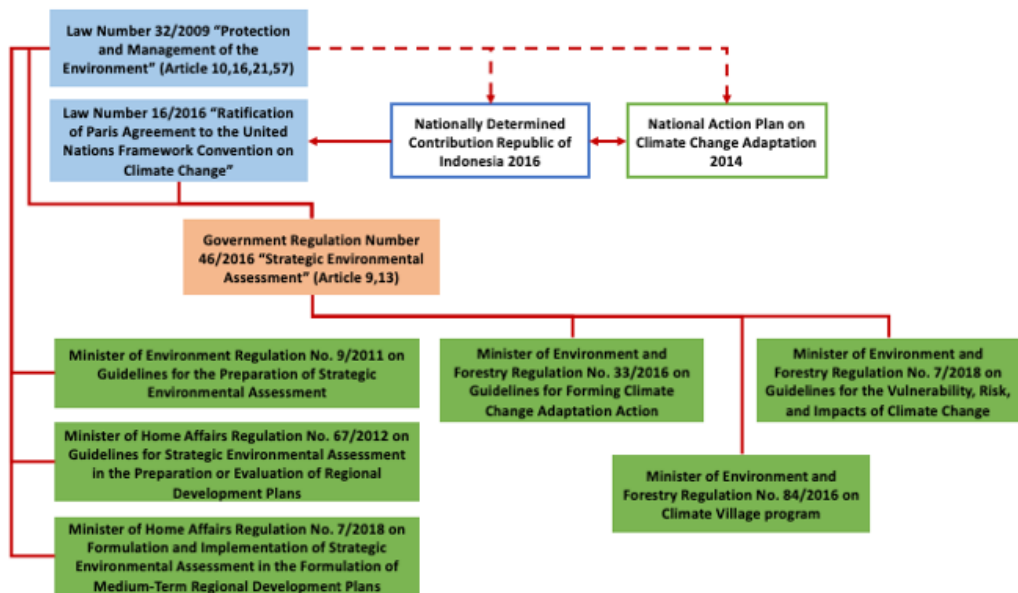 Law Number 32/2009 “Protection
and Management of the
Environment” (Article 10,16,21,57)
Law Number 16/2016 “Ratification
of Paris Agreement to the United
Nations Framework Convention on
Climate Change”
Nationally Determined
Contribution Republic of
Indonesia 2016
National Action Plan on
Climate Change Adaptation
2014
Government Regulation Number
46/2016 “Strategic Environmental
Assessment” (Article 9,13)
Minister of Environment Regulation No. 9/2011 on
Guidelines for the Preparation of Strategic
Environmental Assessment
Minister of Environment and
Forestry Regulation No. 33/2016 on
Guidelines for Forming Climate
Change Adaptation Action
Minister of Environment and
Forestry Regulation No. 7/2018 on
Guidelines for the Vulnerability, Risk,
and Impacts of Climate Change
Minister of Home Affairs Regulation No. 67/2012 on
Guidelines for Strategic Environmental Assessment
in the Preparation or Evaluation of Regional
Development Plans
Minister of Environment and
Forestry Regulation No. 84/2016 on
Climate Village program
Minister of Home Affairs Regulation No. 7/2018 on
Formulation and Implementation of Strategic
Environmental Assessment in the Formulation of
Medium-Term Regional Development Plans